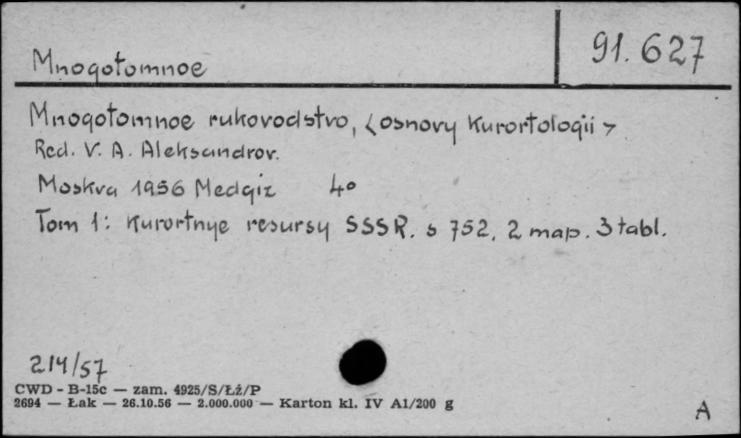 Mnogotomnoe
91.627
Mnogotomnoe rukovodstvo, <osnovy Kurortologii>
Red. V. A. Aleksandrov.
Moskva 1956 Medgiz 4°
Tom 1: Kurortnye resursy SSSR. s 752, 2 map. 3 tabl.
214/57
CWD - B-15c — zam. 4925/S/Łż/P
2694 — Łak — 26.10.56 — 2.000.000 — Karton kl. IV A1/200 g
A